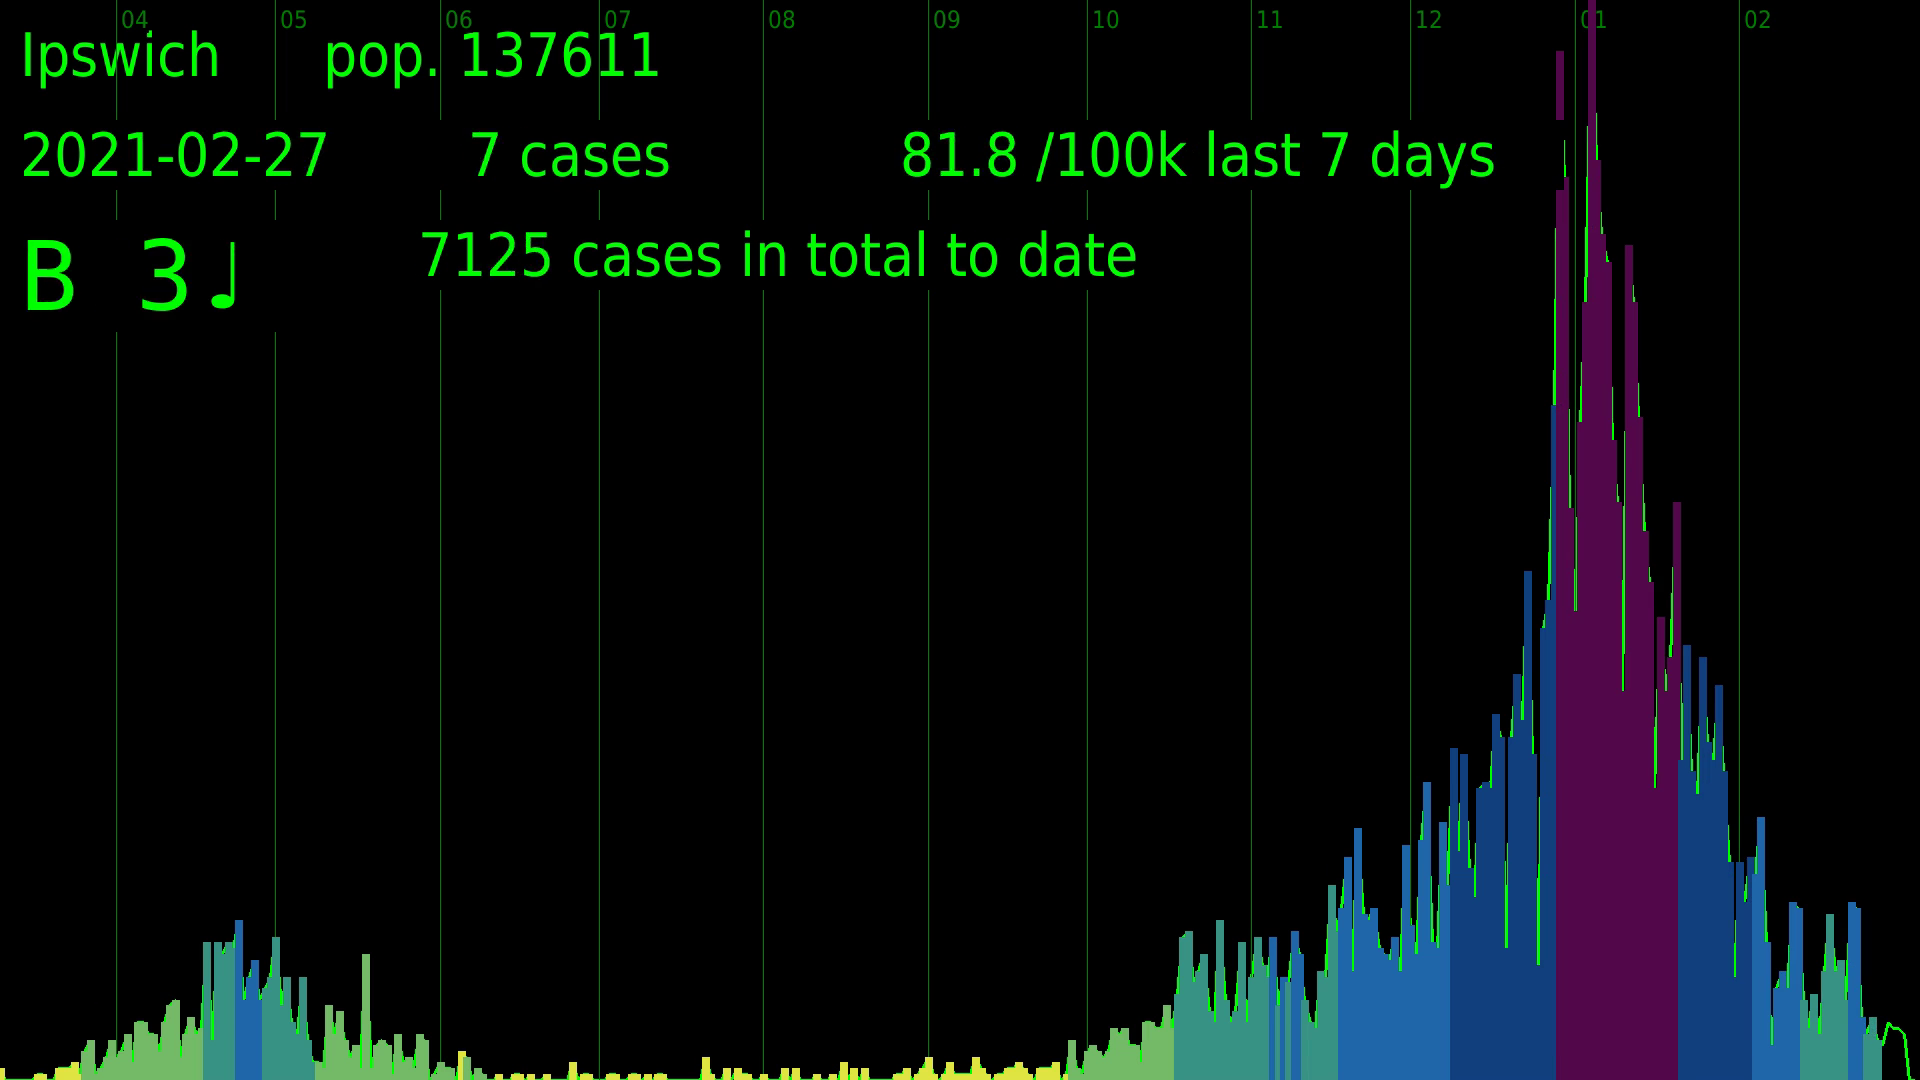 04 05 06 07 08 09 10 11 12 01 02
Ipswich pop. 137611
2021-02-27 7 cases 81.8 /100k last 7 days
B 3♩ 7125 cases in total to date